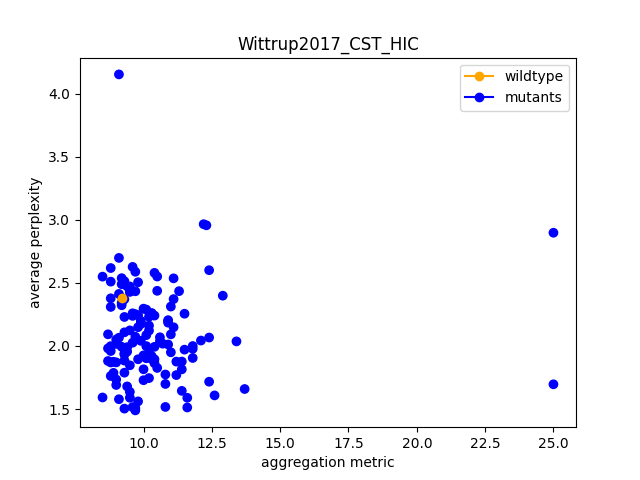 Wittrup2017_CST_HIC
wildtype
mutants
average perplexity
4.0
3.5
3.0
2.5
2.0
1.5
10.0 12.5 15.0 17.5 20.0 22.5 25.0
aggregation metric